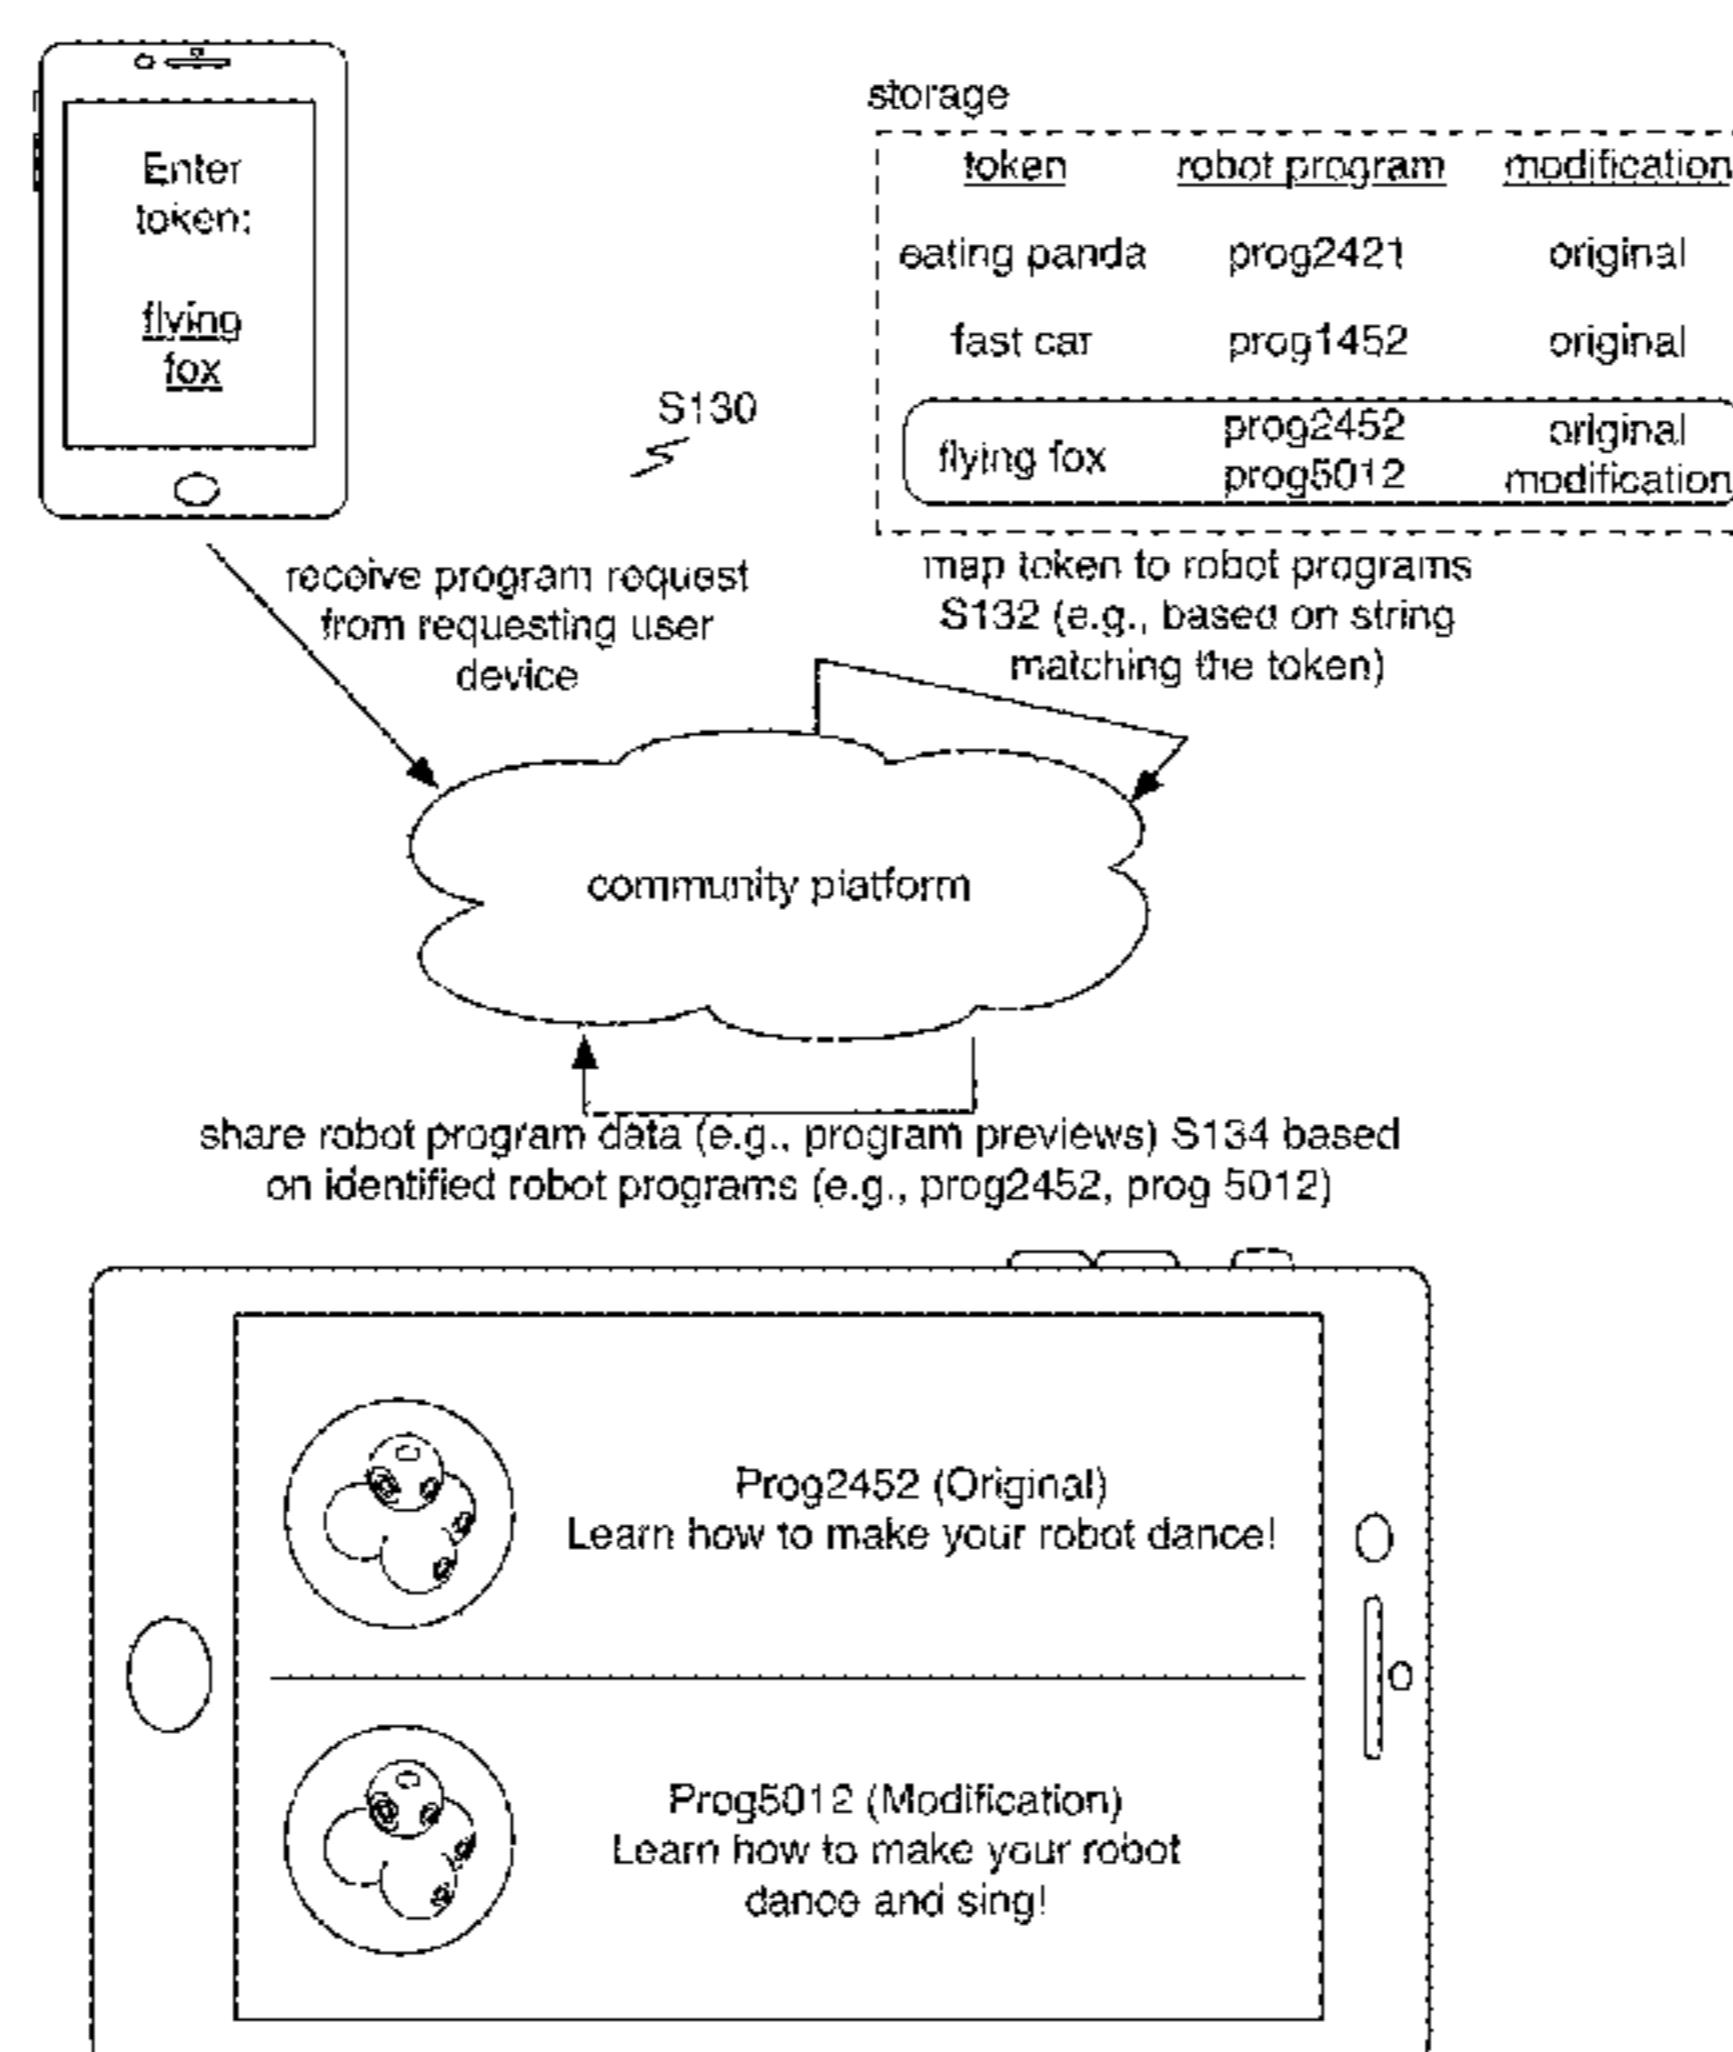 Enter
token:
flying
fox
storage
token robot program modification
eating panda prog2421 original
fast car prog1452 original
flying fox
prog2452 original
prog5012 modification
S130
receive program request
from requesting user
device
map token to robot programs
S132 (e.g., based on string
matching the token)
community platform
share robot program data (e.g., program previews) S134 based
on identified robot programs (e.g., prog2452, prog 5012)
Prog2452 (Original)
Learn how to make your robot dance!
Prog5012 (Modification)
Learn how to make your robot
dance and sing!